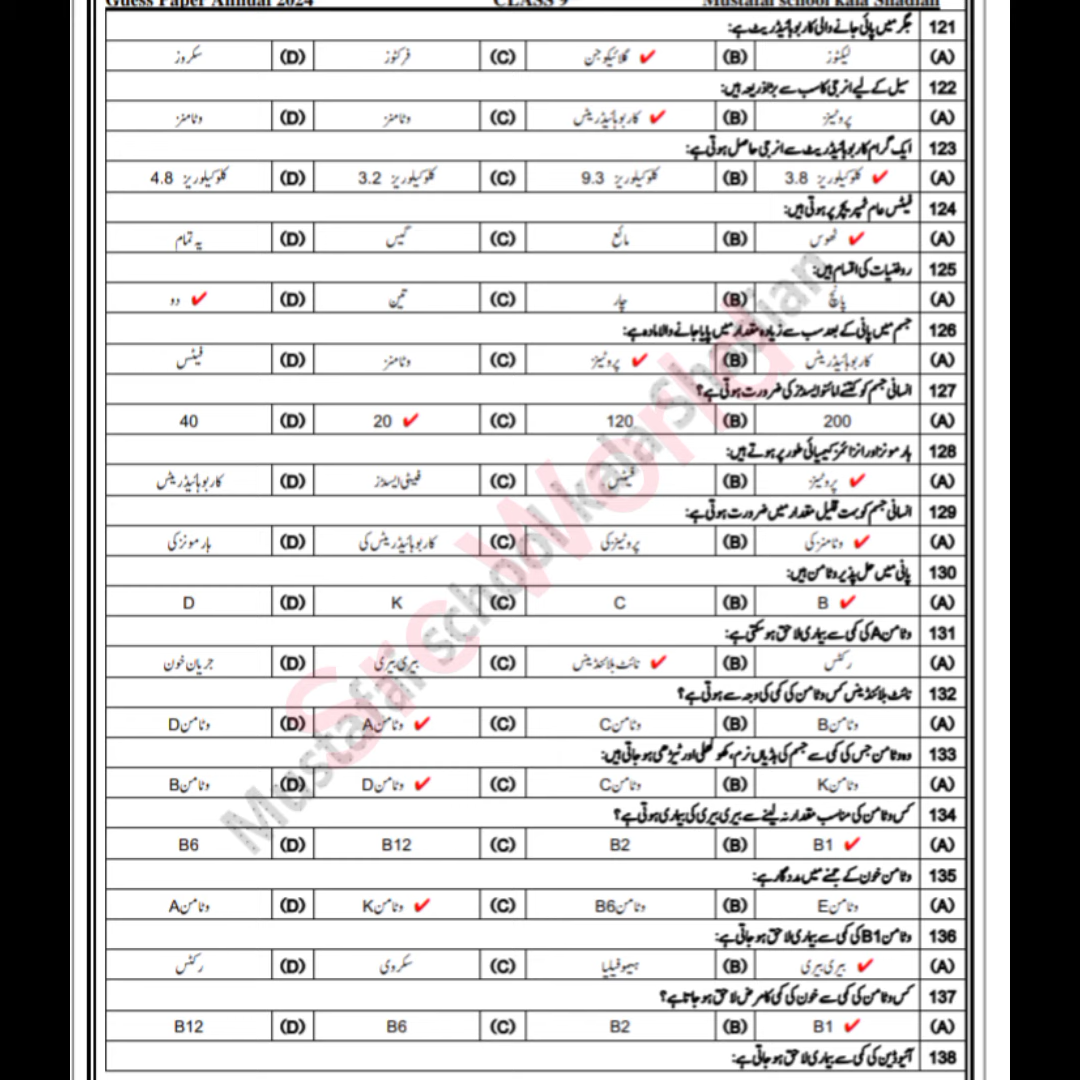 Guess Paper Annual 2024 CLASS 9 Mustafai school kala Shadian
121 جگر میں پائی جانے والی کاربوہائیڈریٹ ہے:
(A) لیکٹوز (B) گلائیکوجن ✔ (C) فرکٹوز (D) سکروز
122 سیل کے لیے انرجی کا سب سے بڑا ذریعہ ہیں:
(A) پروٹینز (B) کاربوہائیڈریٹس ✔ (C) وٹامنز (D) وٹامنز
123 ایک گرام کاربوہائیڈریٹ سے انرجی حاصل ہوتی ہے:
(A) 3.8 کلوکیلوریز ✔ (B) 9.3 کلوکیلوریز (C) 3.2 کلوکیلوریز (D) 4.8 کلوکیلوریز
124 فیٹس عام ٹمپریچر پر ہوتی ہیں:
(A) ٹھوس ✔ (B) مائع (C) گیس (D) یہ تمام
125 روغنیات کی اقسام ہیں:
(A) پانچ (B) چار (C) تین (D) دو ✔
126 جسم میں پانی کے بعد سب سے زیادہ مقدار میں پایا جانے والا مادہ ہے:
(A) کاربوہائیڈریٹس (B) پروٹینز ✔ (C) وٹامنز (D) فیٹس
127 انسانی جسم کو کتنے امائنو ایسڈز کی ضرورت ہوتی ہے؟
(A) 200 (B) 120 (C) 20 ✔ (D) 40
128 ہارمونز اور انزائمز کیمیائی طور پر ہوتے ہیں:
(A) پروٹینز ✔ (B) فیٹس (C) فیٹی ایسڈز (D) کاربوہائیڈریٹس
129 انسانی جسم کو بہت قلیل مقدار میں ضرورت ہوتی ہے:
(A) وٹامنز کی ✔ (B) پروٹینز کی (C) کاربوہائیڈریٹس کی (D) ہارمونز کی
130 پانی میں حل پذیر وٹامن ہیں:
(A) B ✔ (B) C (C) K (D) D
131 وٹامن A کی کمی سے بیماری لاحق ہو سکتی ہے:
(A) رکٹس (B) نائٹ بلائنڈنیس ✔ (C) بیری بیری (D) جریان خون
132 نائٹ بلائنڈنیس کس وٹامن کی کمی کی وجہ سے ہوتی ہے؟
(A) وٹامن B (B) وٹامن C (C) وٹامن A ✔ (D) وٹامن D
133 وہ وٹامن جس کی کمی سے جسم کی ہڈیاں نرم، کھوکھلی اور ٹیڑھی ہو جاتی ہیں:
(A) وٹامن K (B) وٹامن C (C) وٹامن D ✔ (D) وٹامن B
134 کس وٹامن کی مناسب مقدار نہ لینے سے بیری بیری کی بیماری ہوتی ہے؟
(A) B1 ✔ (B) B2 (C) B12 (D) B6
135 وٹامن خون کے جمنے میں مددگار ہے:
(A) وٹامن E (B) وٹامن B6 (C) وٹامن K ✔ (D) وٹامن A
136 وٹامن B1 کی کمی سے بیماری لاحق ہو جاتی ہے:
(A) بیری بیری ✔ (B) ہیموفیلیا (C) سکروی (D) رکٹس
137 کس وٹامن کی کمی سے خون کی کمی کا مرض لاحق ہو جاتا ہے؟
(A) B1 ✔ (B) B2 (C) B6 (D) B12
138 آئیوڈین کی کمی سے بیماری لاحق ہو جاتی ہے:
Mustafai school kala Shadian